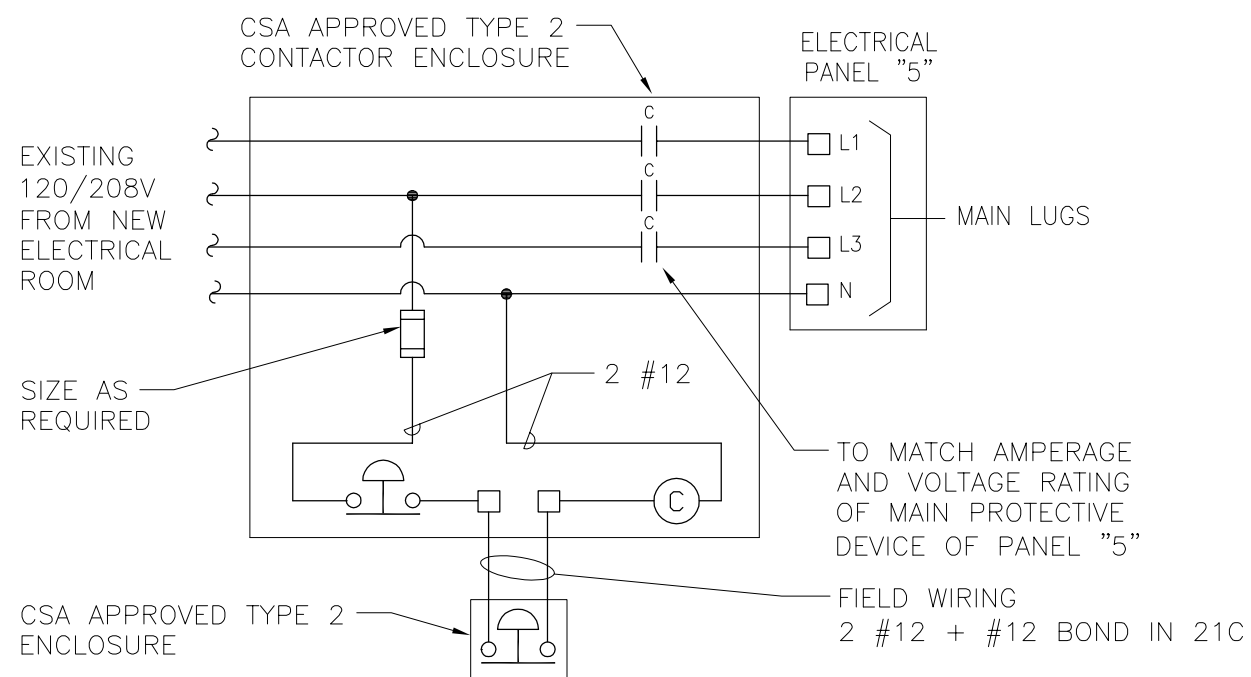 CSA APPROVED TYPE 2
CONTACTOR ENCLOSURE
ELECTRICAL
PANEL "5"
EXISTING
120/208V
FROM NEW
ELECTRICAL
ROOM
C
C
C
L1
L2
L3
N
MAIN LUGS
SIZE AS
REQUIRED
2 #12
C
TO MATCH AMPERAGE
AND VOLTAGE RATING
OF MAIN PROTECTIVE
DEVICE OF PANEL "5"
CSA APPROVED TYPE 2
ENCLOSURE
FIELD WIRING
2 #12 + #12 BOND IN 21C